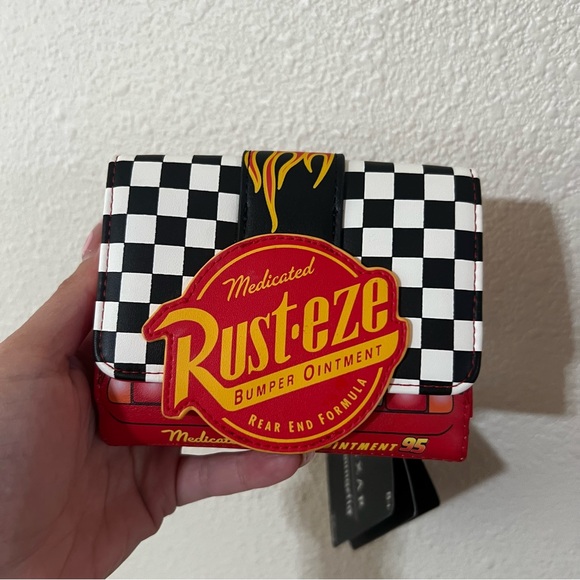 Medicated
Rust·eze
BUMPER OINTMENT
REAR END FORMULA
Medicat
INTMENT 95